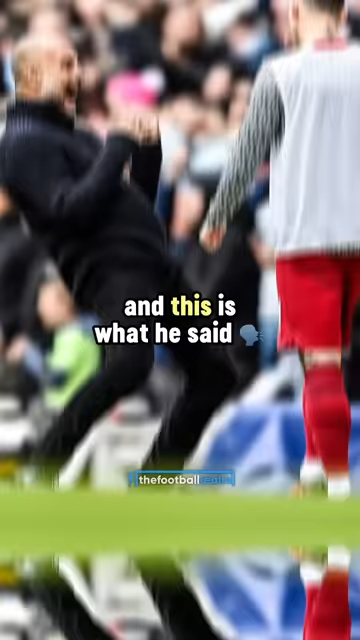 and this is
what he said
thefootball